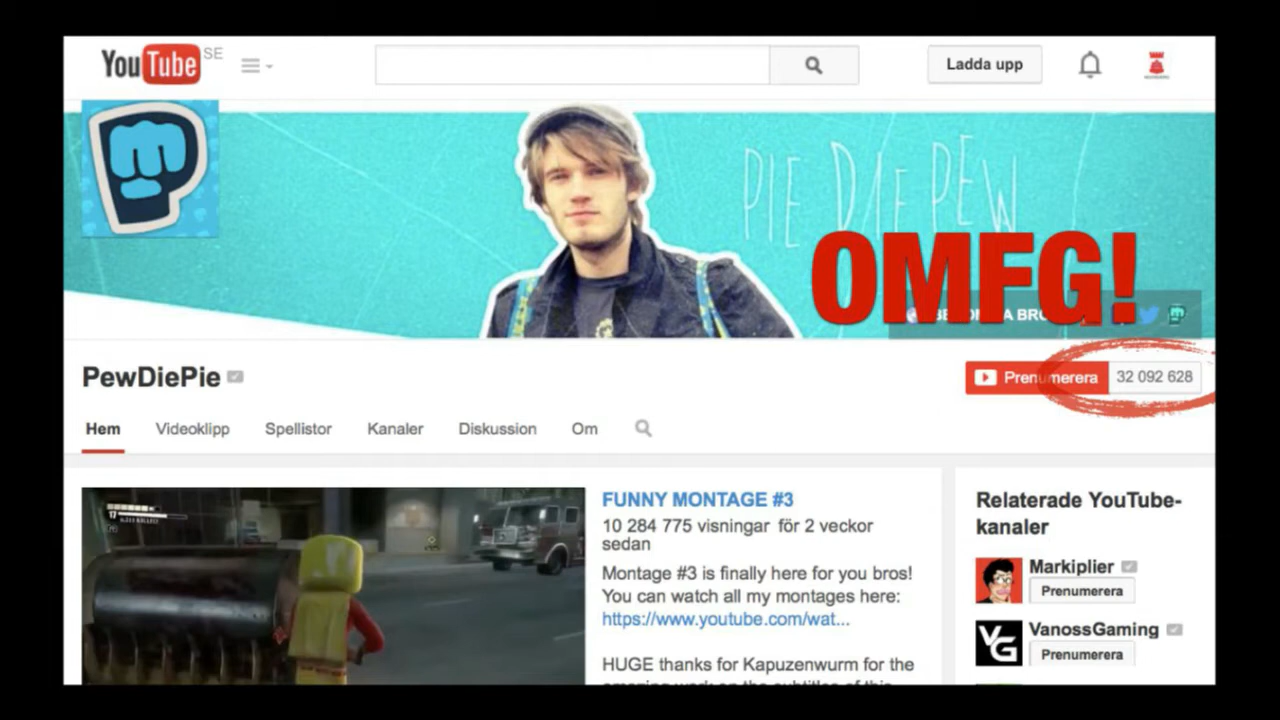 YouTube SE
Ladda upp
PIE DIE PEW
OMFG!
PewDiePie
Prenumerera 32 092 628
Hem Videoklipp Spellistor Kanaler Diskussion Om
FUNNY MONTAGE #3
10 284 775 visningar för 2 veckor
sedan
Montage #3 is finally here for you bros!
You can watch all my montages here:
https://www.youtube.com/wat...
HUGE thanks for Kapuzenwurm for the
Relaterade YouTube-
kanaler
Markiplier
Prenumerera
VG
VanossGaming
Prenumerera